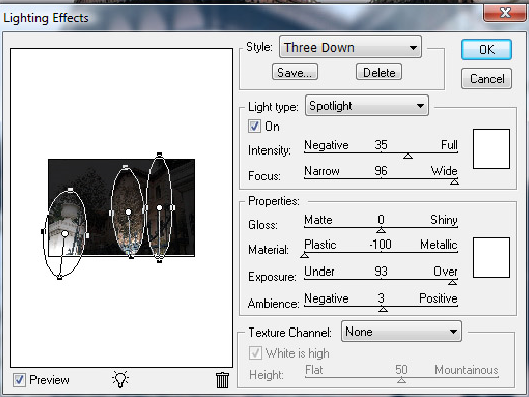 Lighting Effects
Style: Three Down
OK
Save... Delete
Cancel
Light type: Spotlight
On
Intensity: Negative 35 Full
Focus: Narrow 96 Wide
Properties:
Gloss: Matte 0 Shiny
Material: Plastic -100 Metallic
Exposure: Under 93 Over
Ambience: Negative 3 Positive
Texture Channel: None
White is high
Height: Flat 50 Mountainous
Preview